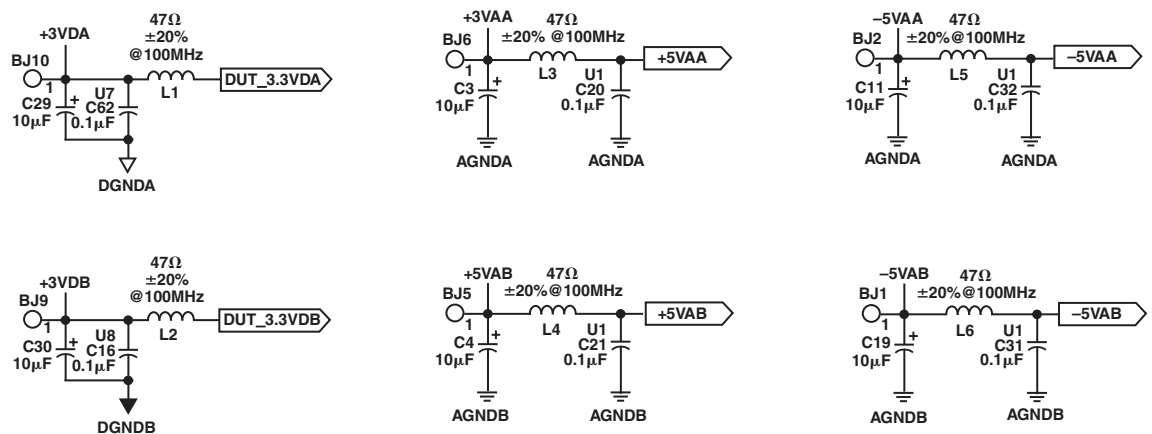 +3VDA
47Ω
±20%
@100MHz
BJ10
1
L1
DUT_3.3VDA
C29
+
10µF
U7
C62
0.1µF
DGNDA
+3VAA
47Ω
±20% @100MHz
BJ6
1
L3
+5VAA
C3
+
10µF
U1
C20
0.1µF
AGNDA
AGNDA
–5VAA
47Ω
±20%@100MHz
BJ2
1
L5
–5VAA
C11
+
10µF
U1
C32
0.1µF
AGNDA
AGNDA
+3VDB
47Ω
±20%
@100MHz
BJ9
1
L2
DUT_3.3VDB
C30
+
10µF
U8
C16
0.1µF
DGNDB
+5VAB
47Ω
±20%@100MHz
BJ5
1
L4
+5VAB
C4
+
10µF
U1
C21
0.1µF
AGNDB
AGNDB
–5VAB
47Ω
±20%@100MHz
BJ1
1
L6
–5VAB
C19
+
10µF
U1
C31
0.1µF
AGNDB
AGNDB